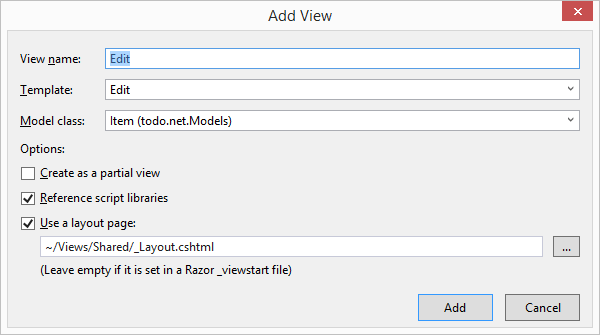 Add View
View name: Edit
Template: Edit
Model class: Item (todo.net.Models)
Options:
Create as a partial view
Reference script libraries
Use a layout page:
~/Views/Shared/_Layout.cshtml ...
(Leave empty if it is set in a Razor _viewstart file)
Add Cancel